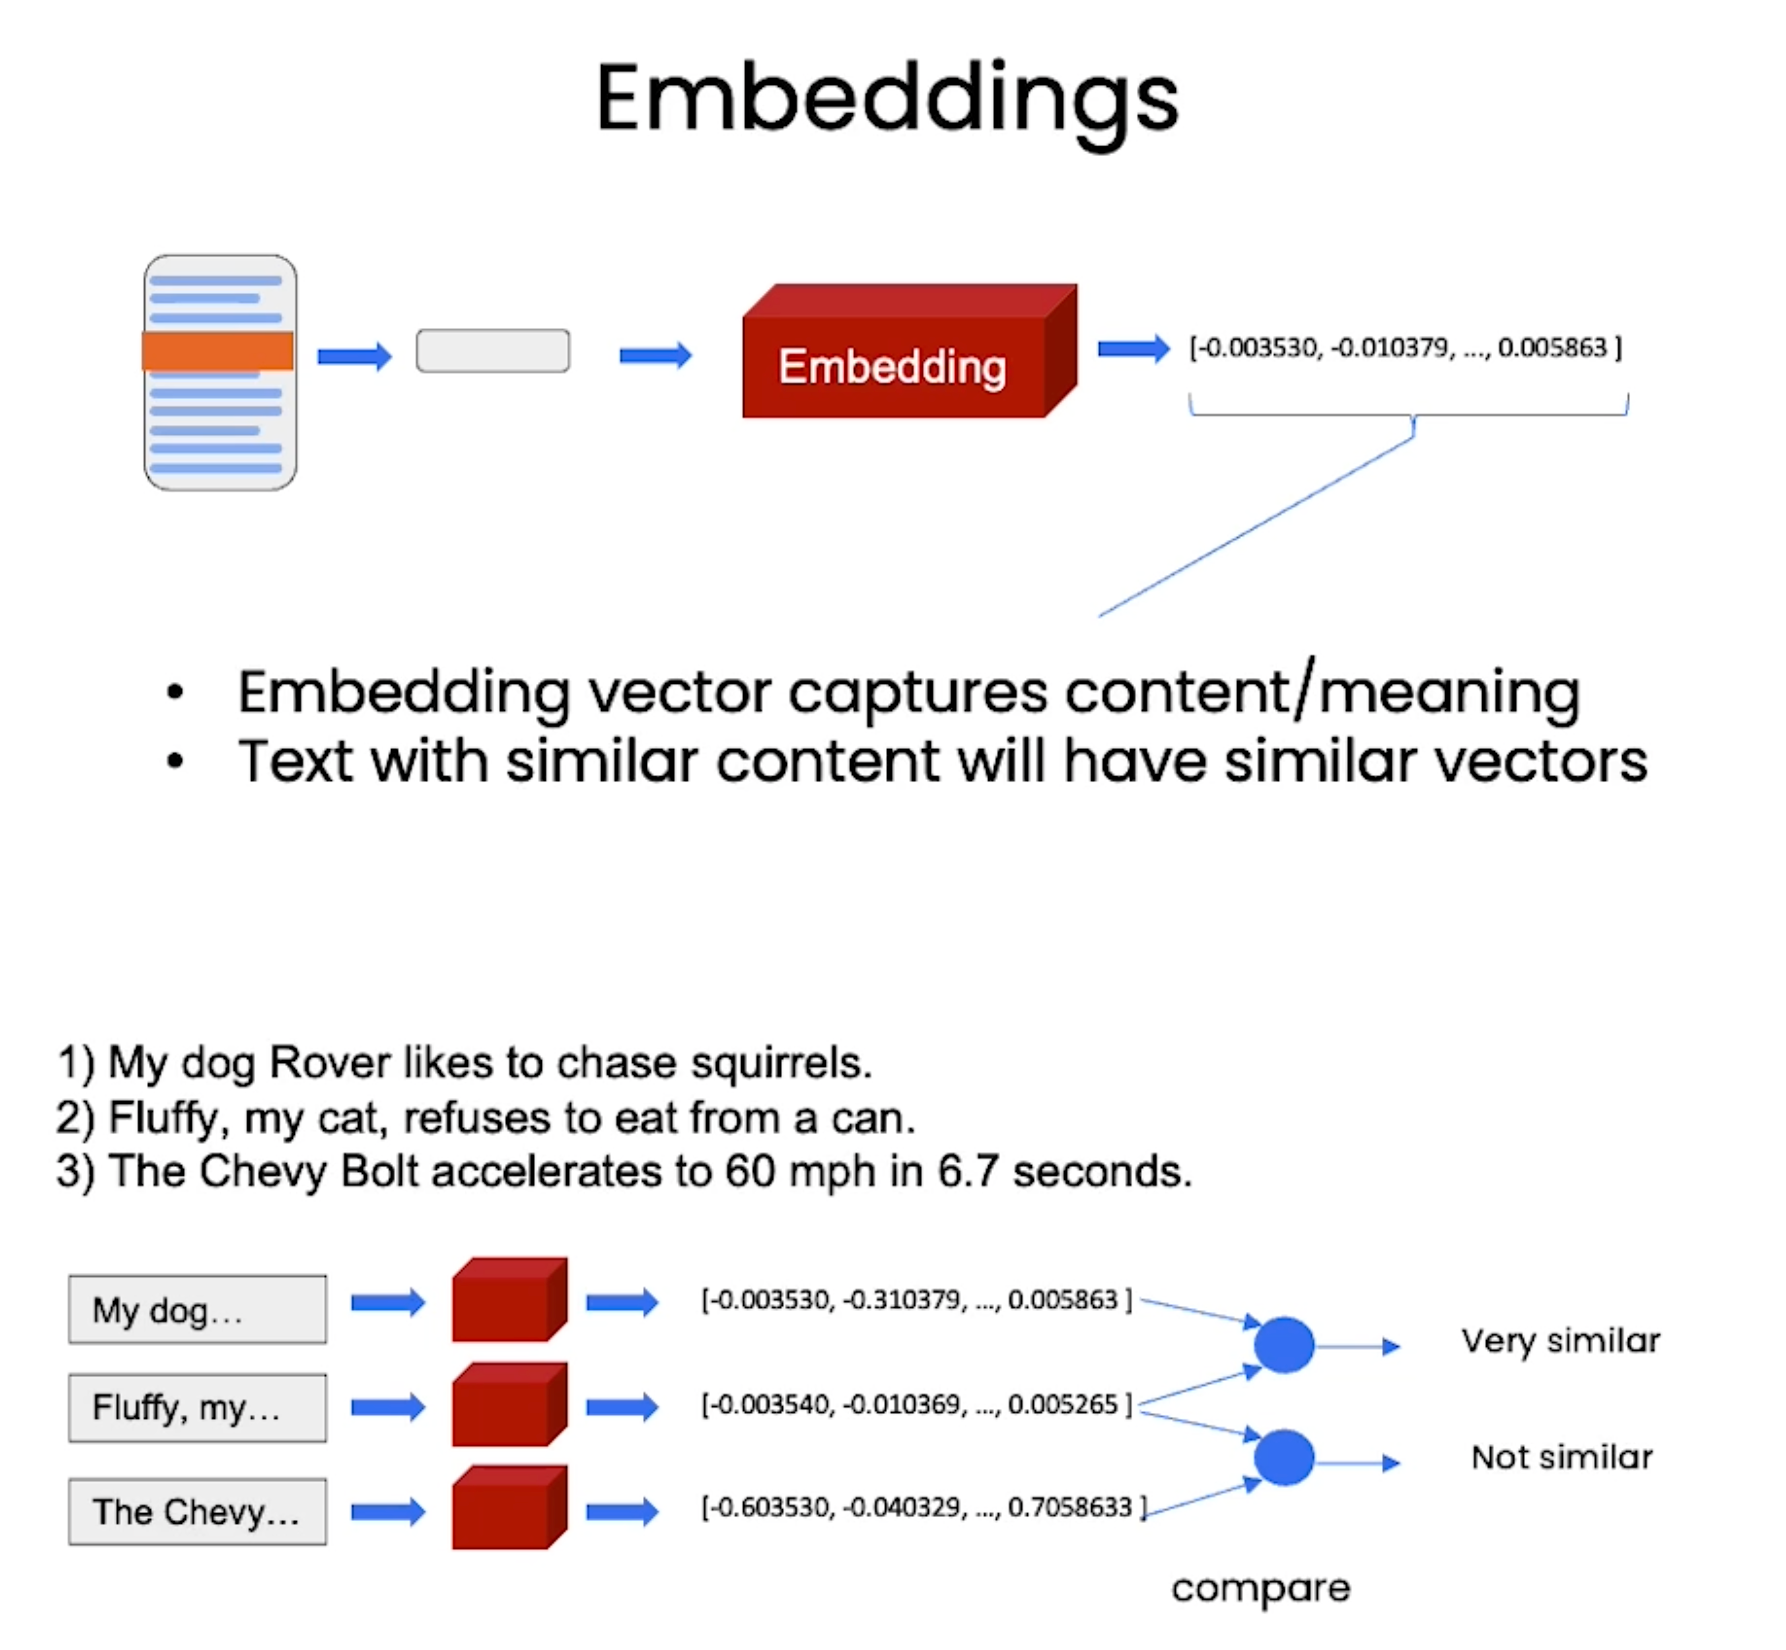 Embeddings
Embedding
[-0.003530, -0.010379, ..., 0.005863 ]
• Embedding vector captures content/meaning
• Text with similar content will have similar vectors
1) My dog Rover likes to chase squirrels.
2) Fluffy, my cat, refuses to eat from a can.
3) The Chevy Bolt accelerates to 60 mph in 6.7 seconds.
My dog...
[-0.003530, -0.310379, ..., 0.005863 ]
Very similar
Fluffy, my...
[-0.003540, -0.010369, ..., 0.005265 ]
Not similar
The Chevy...
[-0.603530, -0.040329, ..., 0.7058633 ]
compare